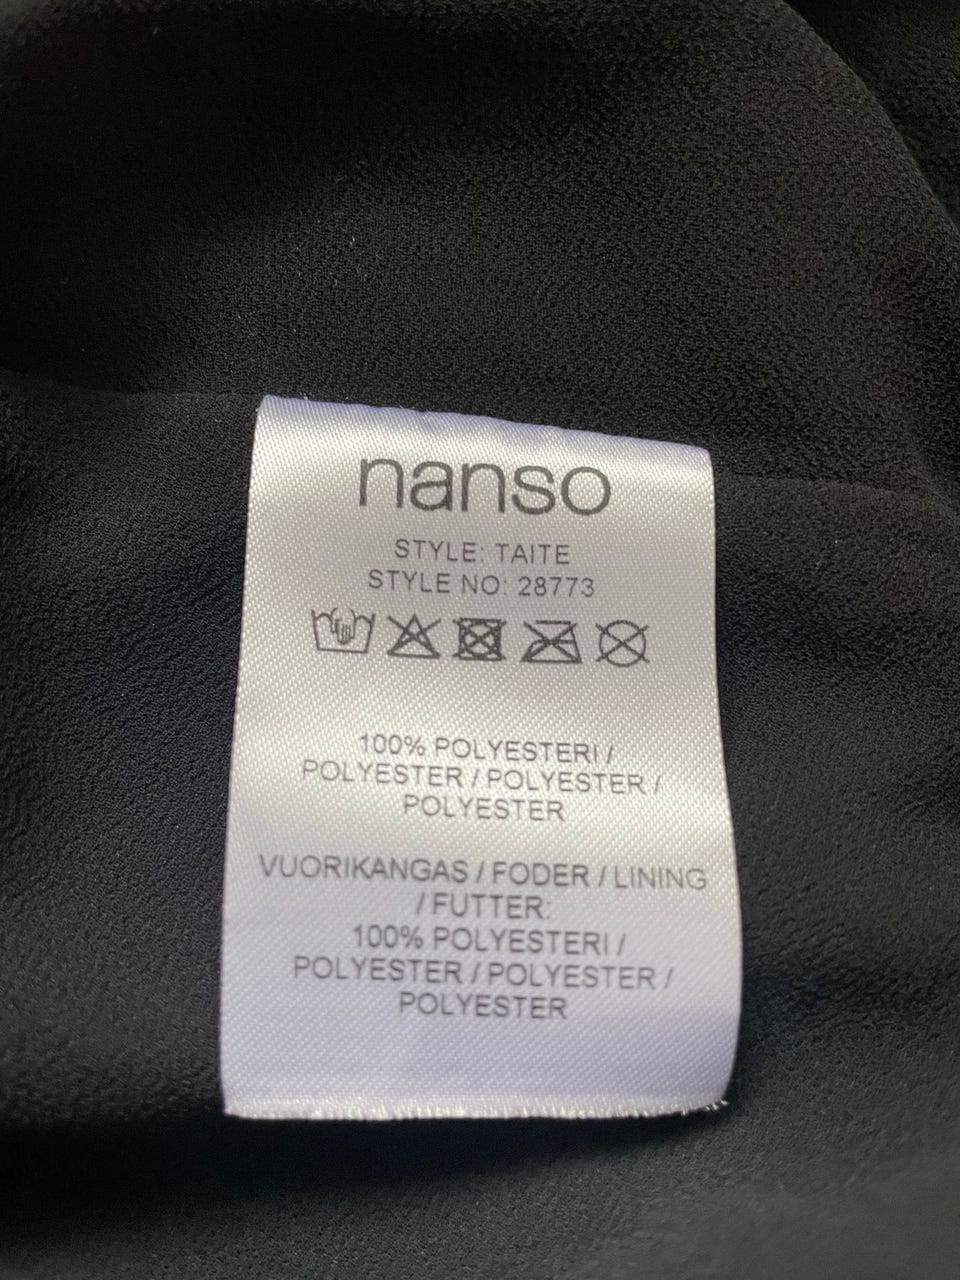 nanso
STYLE: TAITE
STYLE NO: 28773
100% POLYESTERI /
POLYESTER / POLYESTER /
POLYESTER
VUORIKANGAS / FODER / LINING
/ FUTTER:
100% POLYESTERI /
POLYESTER / POLYESTER /
POLYESTER